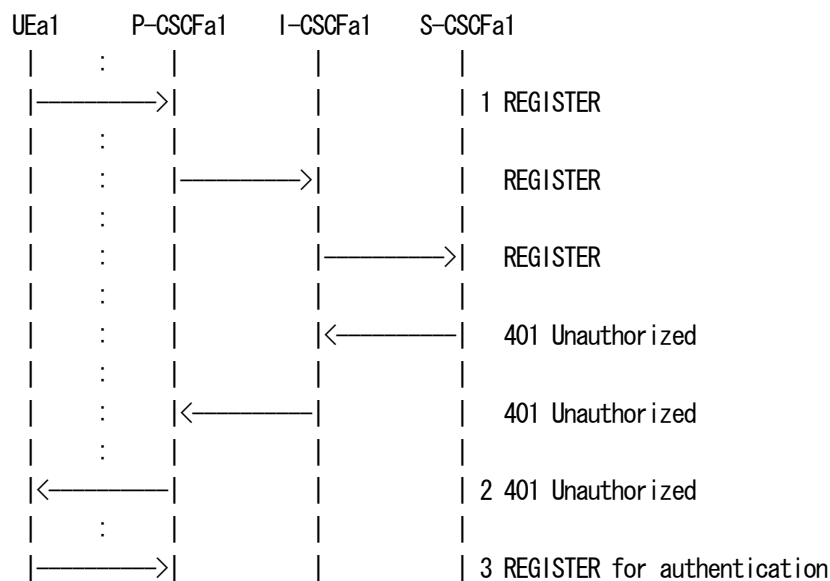 UEa1 P-CSCFa1 I-CSCFa1 S-CSCFa1
1 REGISTER
REGISTER
REGISTER
401 Unauthorized
401 Unauthorized
2 401 Unauthorized
3 REGISTER for authentication